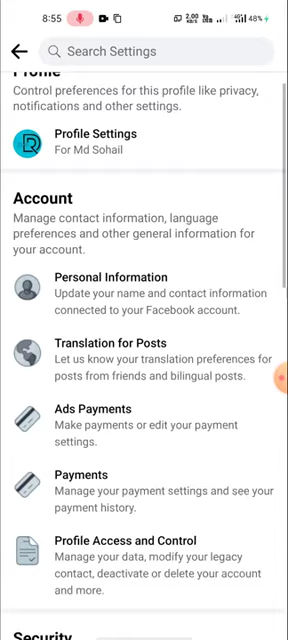 8:55
2.00
KB/S
4G
48%
Search Settings
Profile
Control preferences for this profile like privacy,
notifications and other settings.
Profile Settings
For Md Sohail
Account
Manage contact information, language
preferences and other general information for
your account.
Personal Information
Update your name and contact information
connected to your Facebook account.
Translation for Posts
Let us know your translation preferences for
posts from friends and bilingual posts.
Ads Payments
Make payments or edit your payment
settings.
Payments
Manage your payment settings and see your
payment history.
Profile Access and Control
Manage your data, modify your legacy
contact, deactivate or delete your account
and more.
Security